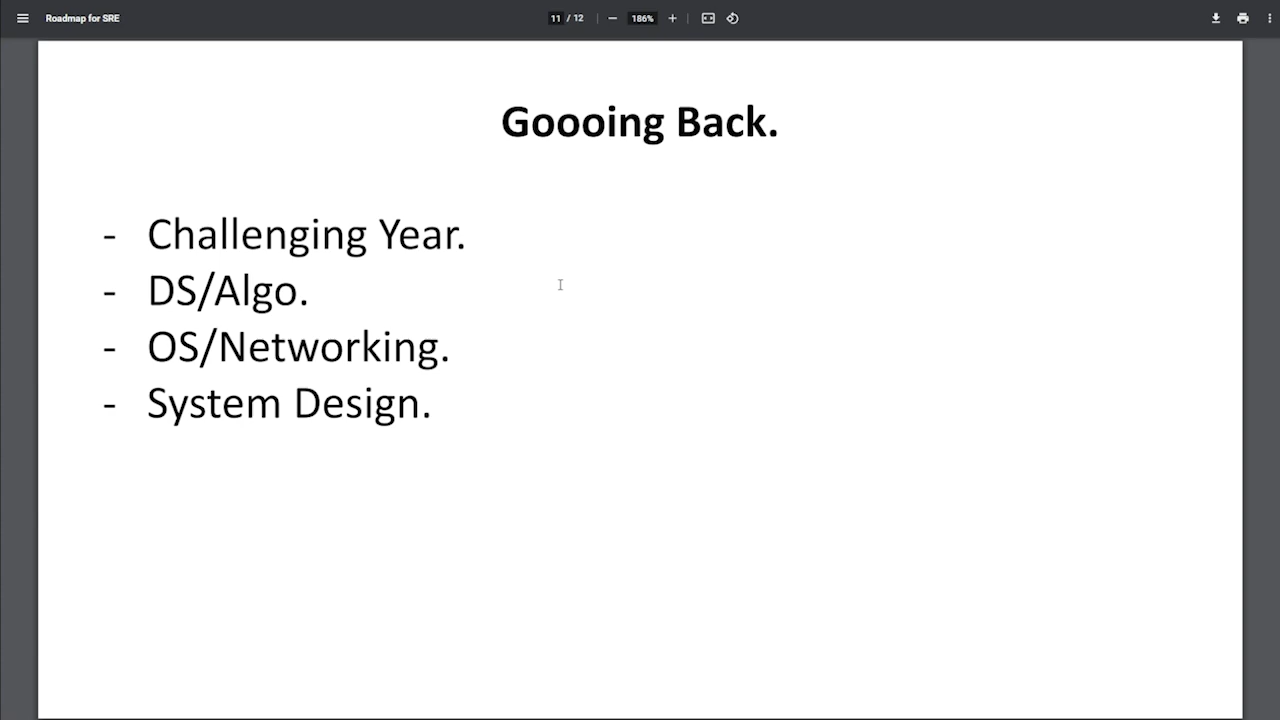 Roadmap for SRE
11 / 12
186%
Goooing Back.
- Challenging Year.
- DS/Algo.
- OS/Networking.
- System Design.